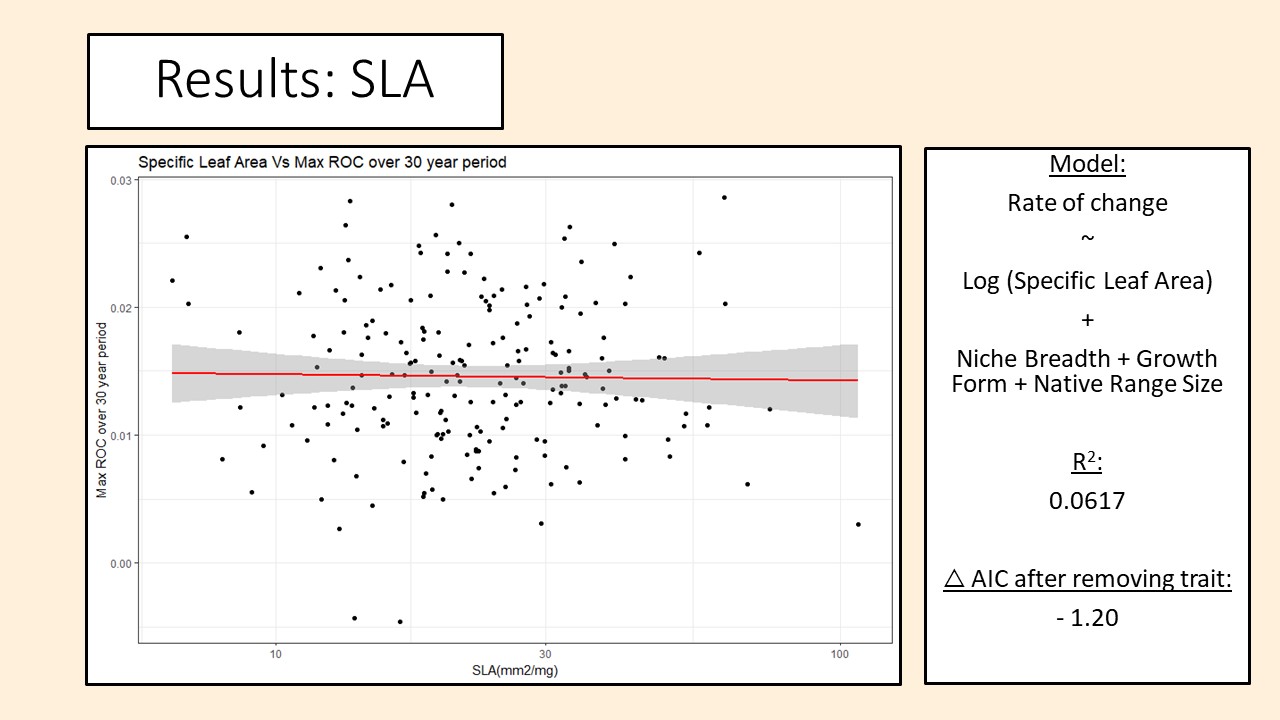 Results: SLA
Specific Leaf Area Vs Max ROC over 30 year period
0.03
0.02
0.01
0.00
Max ROC over 30 year period
10
30
100
SLA(mm2/mg)
Model:
Rate of change
~
Log (Specific Leaf Area)
+
Niche Breadth + Growth
Form + Native Range Size
R²:
0.0617
△ AIC after removing trait:
- 1.20